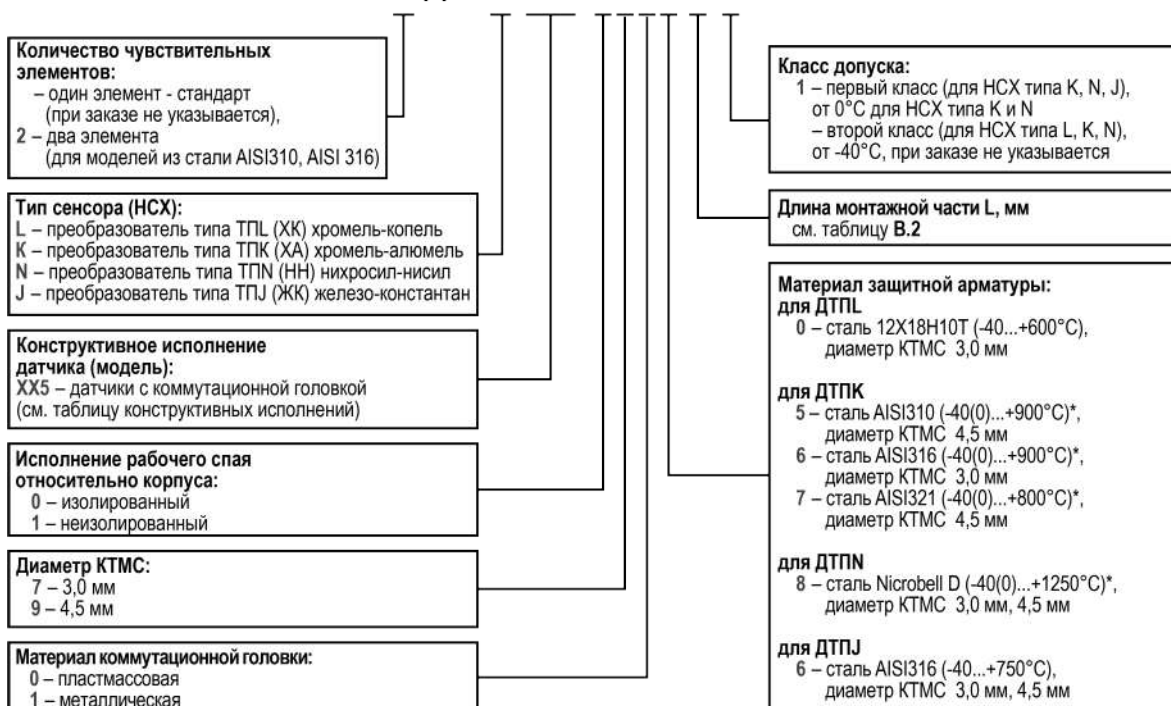 Количество чувствительных
элементов:
– один элемент - стандарт
(при заказе не указывается),
2 – два элемента
(для моделей из стали AISI310, AISI 316)
Тип сенсора (НСХ):
L – преобразователь типа ТПL (ХК) хромель-копель
К – преобразователь типа ТПК (ХА) хромель-алюмель
N – преобразователь типа ТПN (НН) нихросил-нисил
J – преобразователь типа ТПJ (ЖК) железо-константан
Конструктивное исполнение
датчика (модель):
ХХ5 – датчики с коммутационной головкой
(см. таблицу конструктивных исполнений)
Исполнение рабочего спая
относительно корпуса:
0 – изолированный
1 – неизолированный
Диаметр КТМС:
7 – 3,0 мм
9 – 4,5 мм
Материал коммутационной головки:
0 – пластмассовая
1 – металлическая
Класс допуска:
1 – первый класс (для НСХ типа K, N, J),
от 0°С для НСХ типа K и N
– второй класс (для НСХ типа L, K, N),
от -40°С, при заказе не указывается
Длина монтажной части L, мм
см. таблицу В.2
Материал защитной арматуры:
для ДТПL
0 – сталь 12Х18Н10Т (-40...+600°С),
диаметр КТМС 3,0 мм
для ДТПК
5 – сталь AISI310 (-40(0)...+900°С)*,
диаметр КТМС 4,5 мм
6 – сталь AISI316 (-40(0)...+900°С)*,
диаметр КТМС 3,0 мм
7 – сталь AISI321 (-40(0)...+800°С)*,
диаметр КТМС 4,5 мм
для ДТПN
8 – сталь Nicrobell D (-40(0)...+1250°С)*,
диаметр КТМС 3,0 мм, 4,5 мм
для ДТПJ
6 – сталь AISI316 (-40...+750°С),
диаметр КТМС 3,0 мм, 4,5 мм